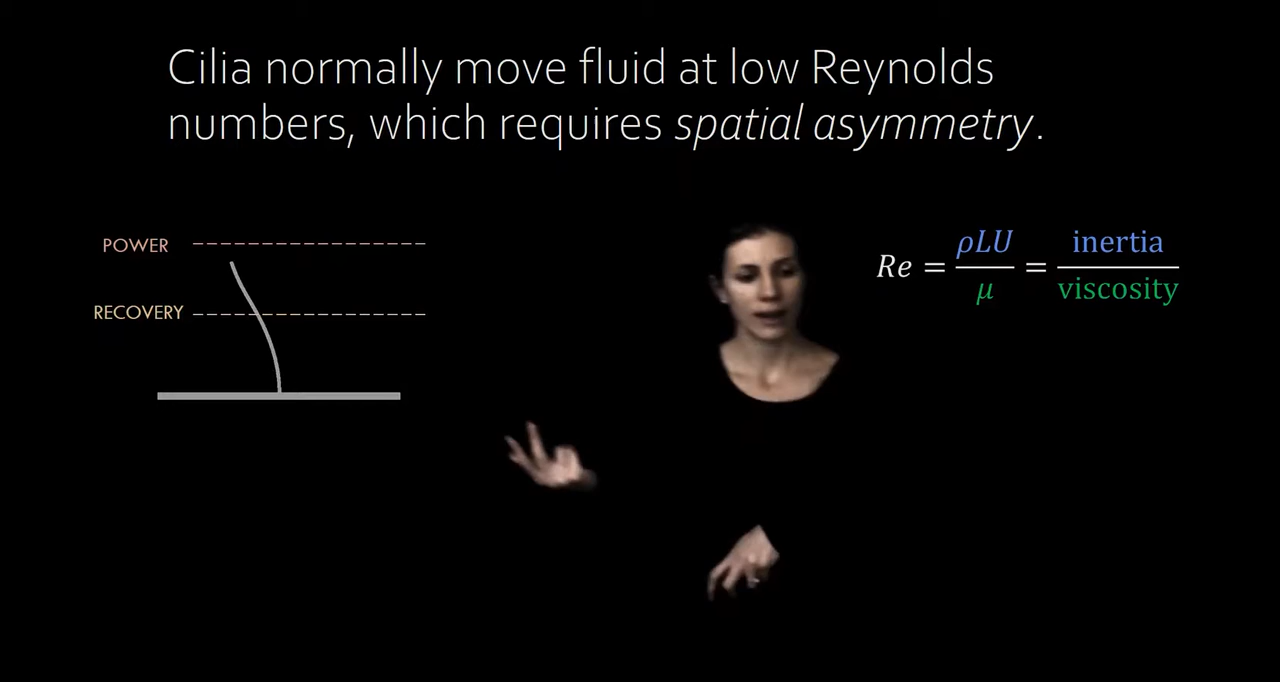 Cilia normally move fluid at low Reynolds
numbers, which requires spatial asymmetry.
POWER
RECOVERY
Re = ρLU / μ = inertia / viscosity